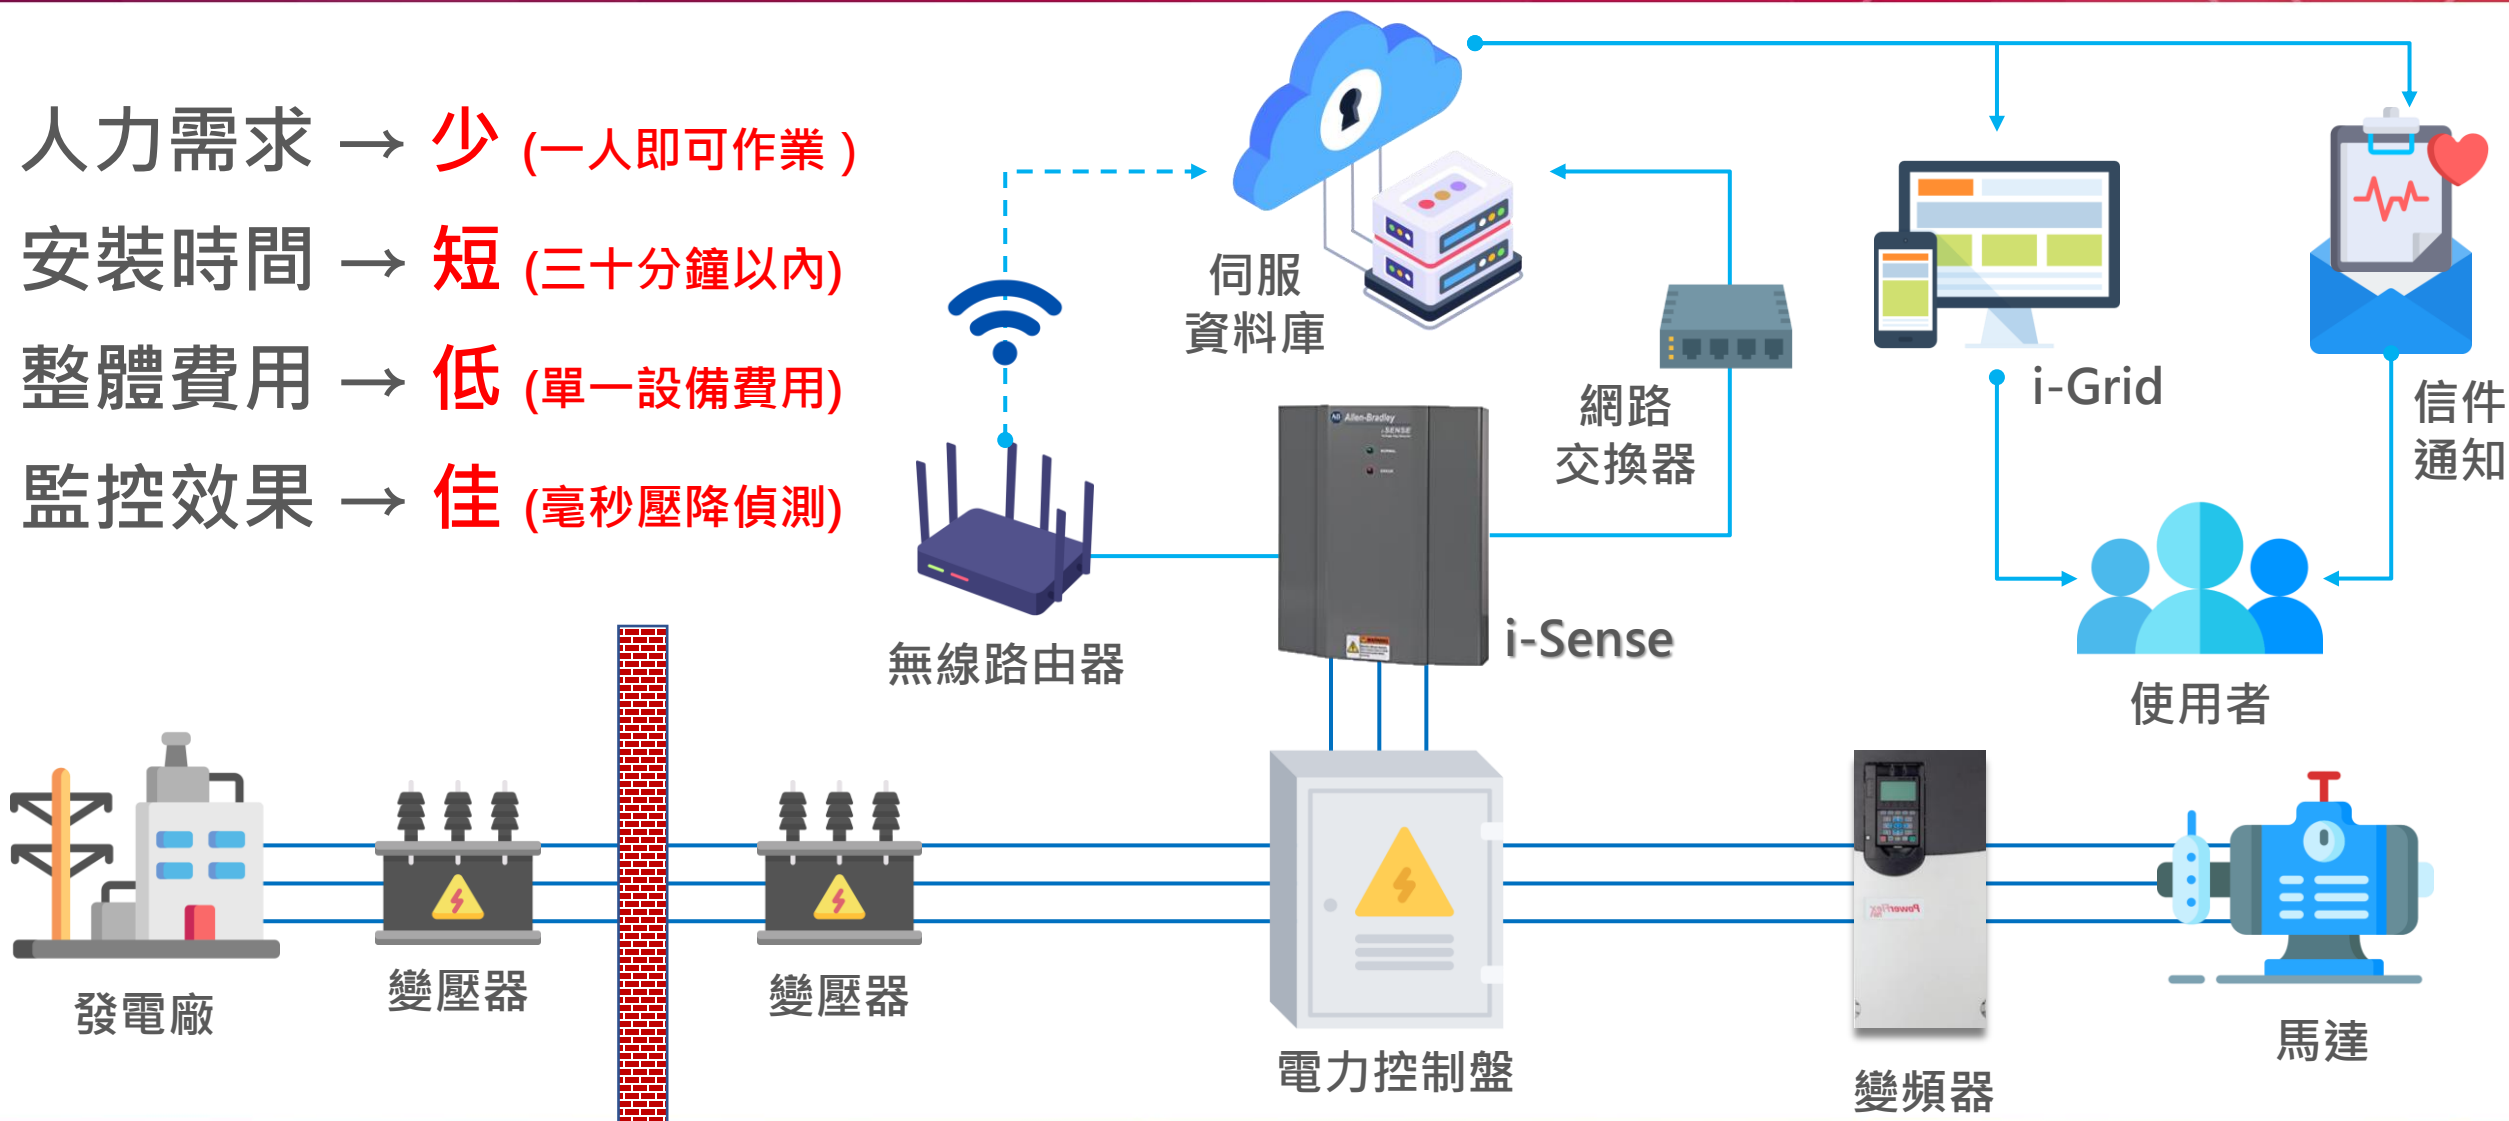 人力需求 → 少 (一人即可作業 )
安裝時間 → 短 (三十分鐘以內)
整體費用 → 低 (單一設備費用)
監控效果 → 佳 (毫秒壓降偵測)
伺服
資料庫
網路
交換器
i-Grid
信件
通知
Allen-Bradley
i-SENSE
無線路由器
i-Sense
使用者
發電廠
變壓器
變壓器
電力控制盤
PowerFlex
變頻器
馬達